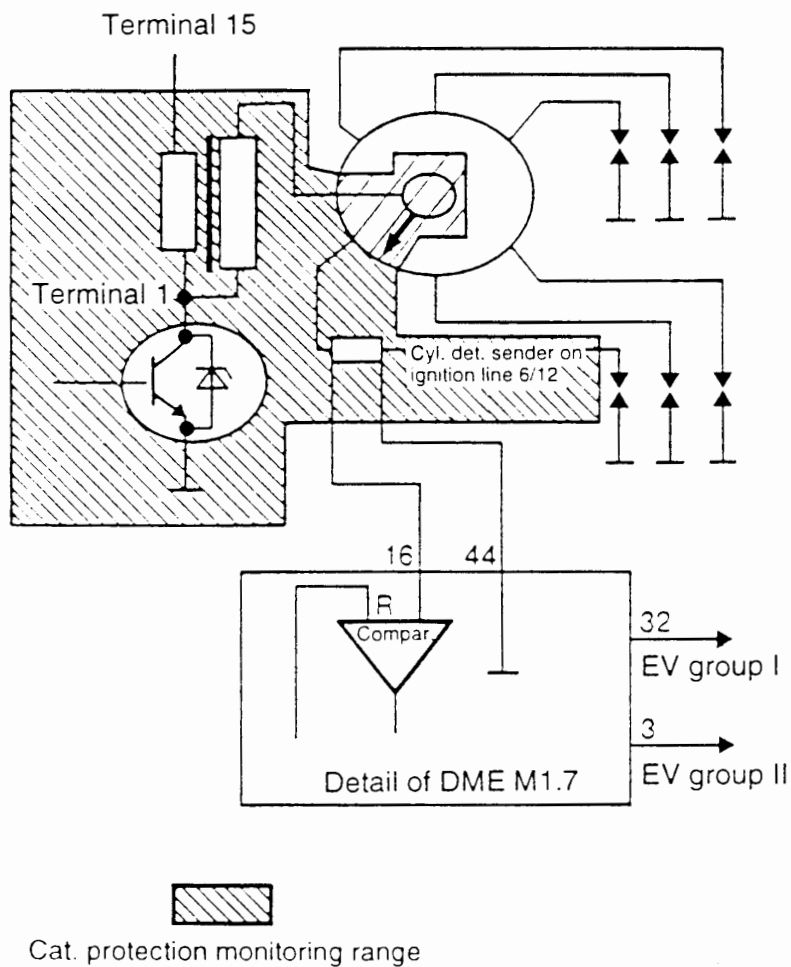 Terminal 15
Terminal 1
Cyl. det. sender on
ignition line 6/12
16
44
R
Compar.
32
EV group I
3
EV group II
Detail of DME M1.7
Cat. protection monitoring range